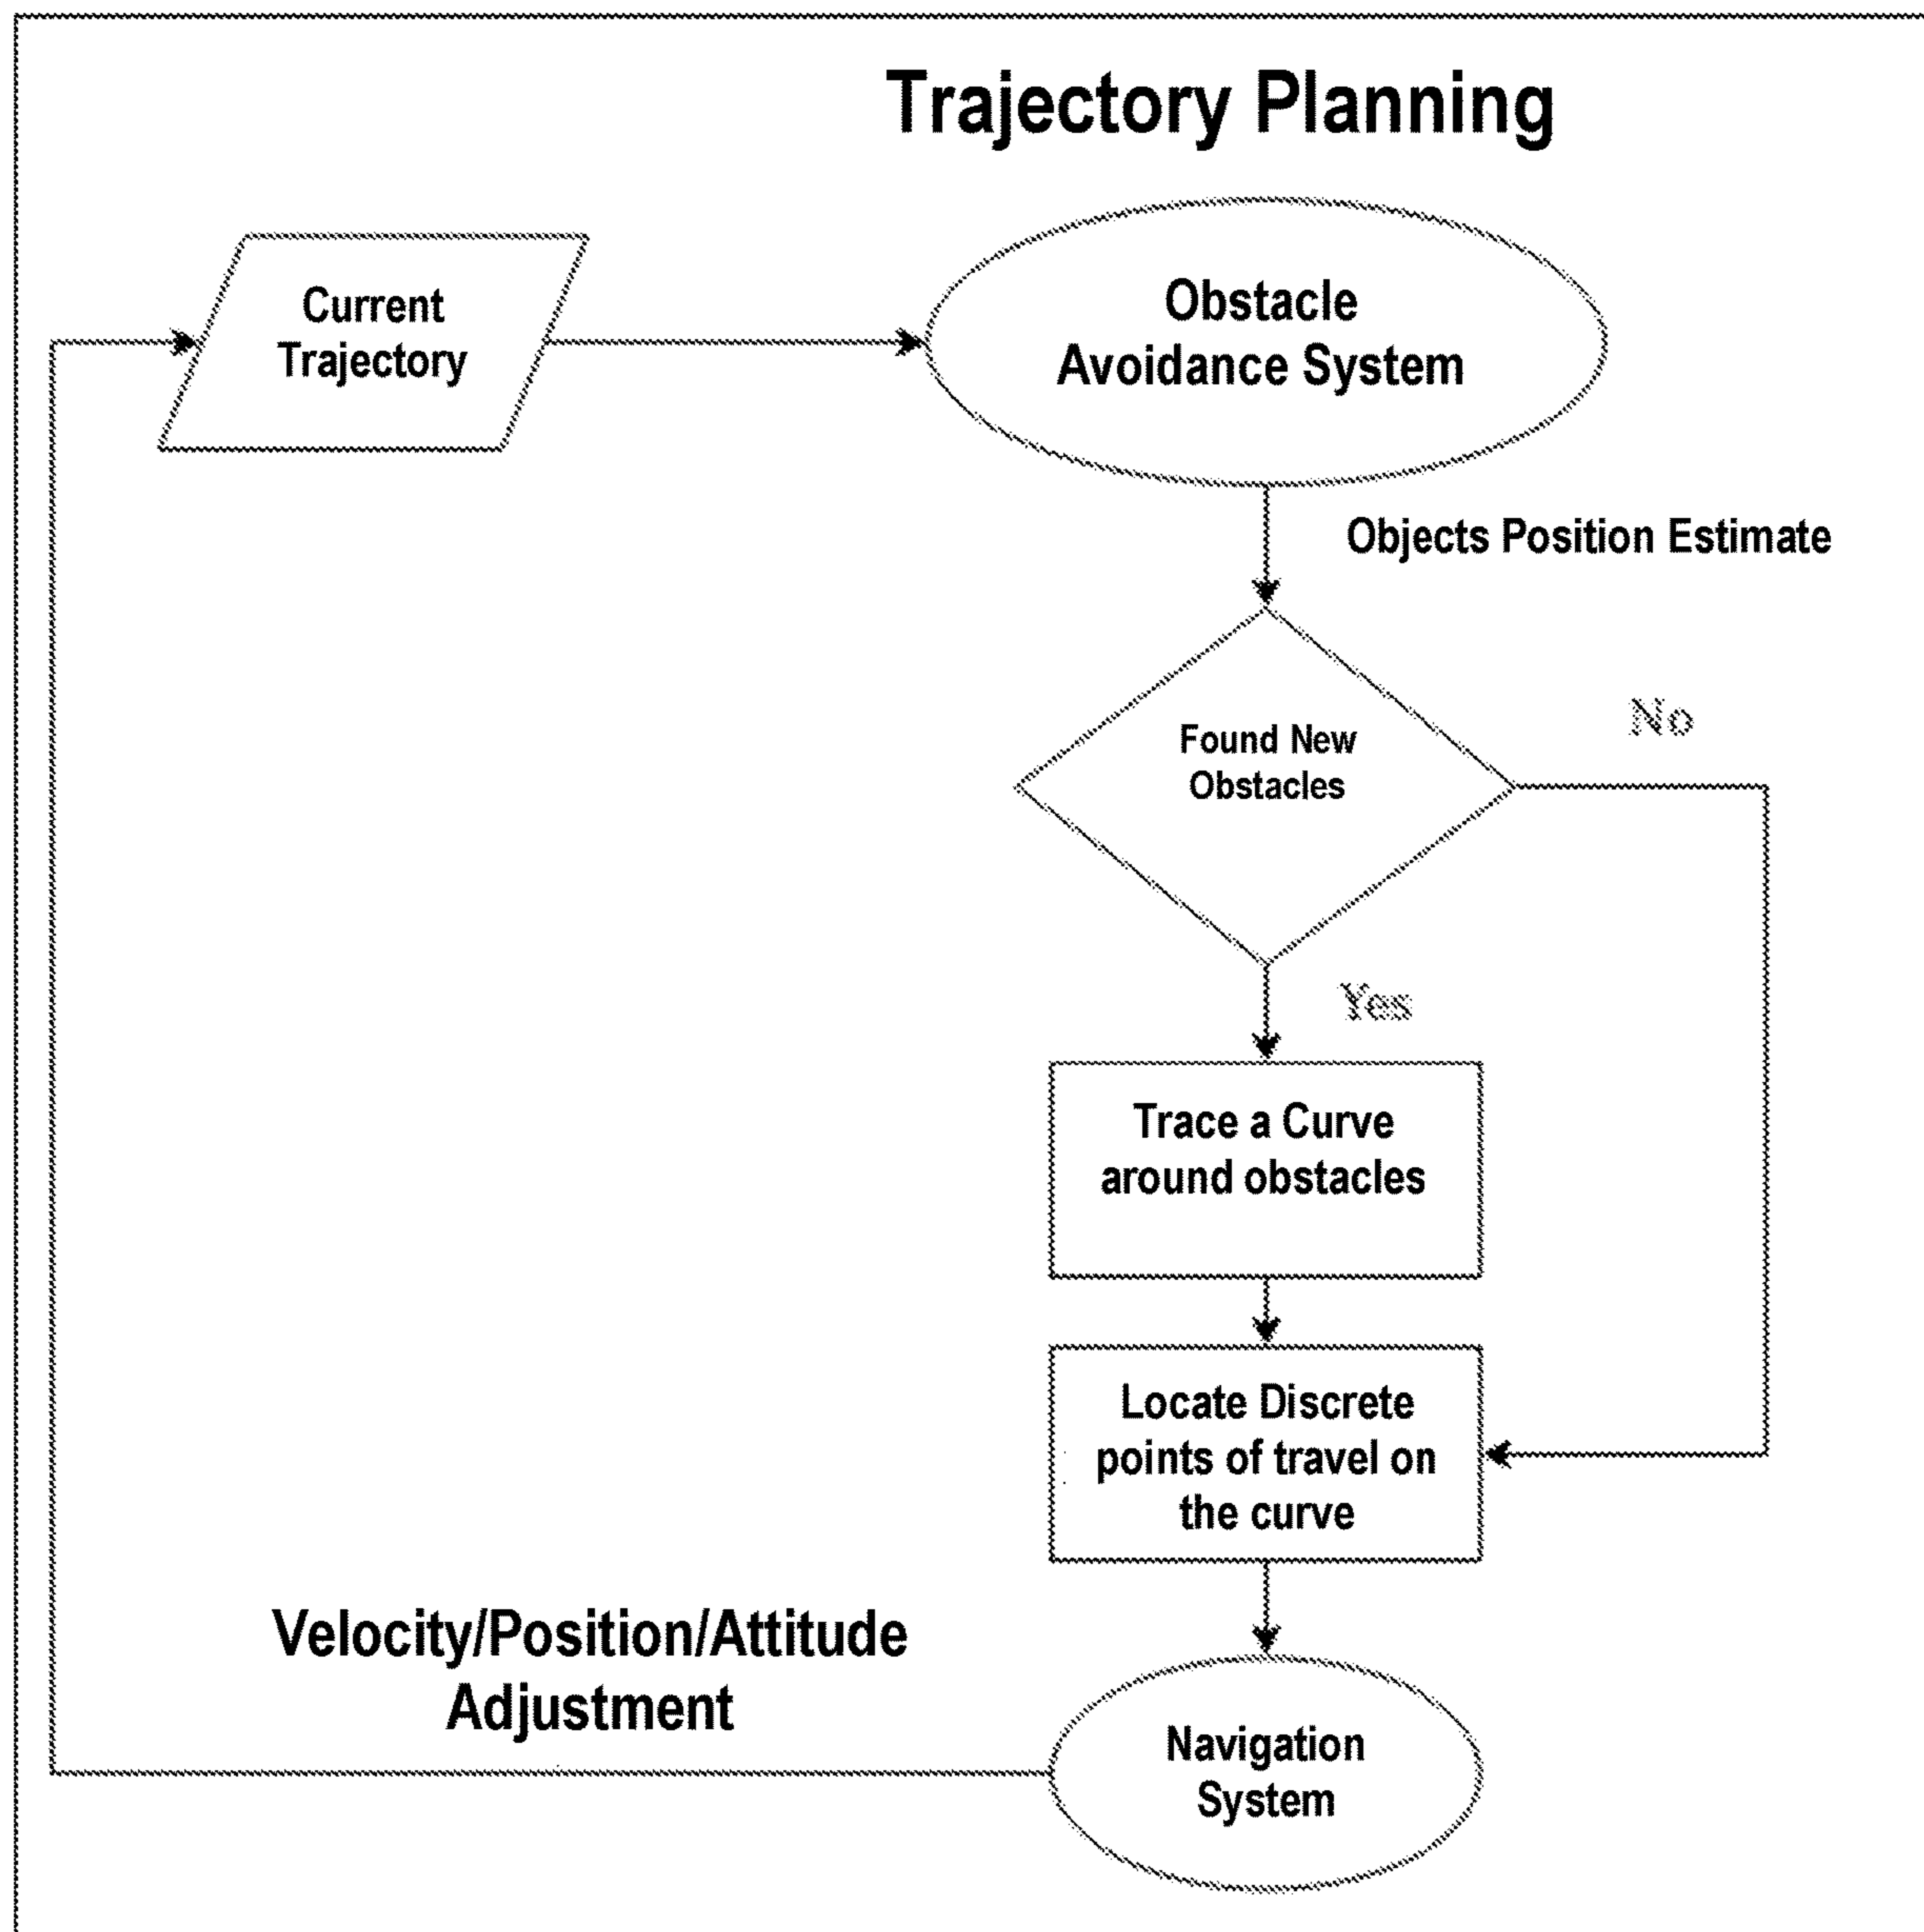 Trajectory Planning
Current
Trajectory
Obstacle
Avoidance System
Objects Position Estimate
Found New
Obstacles
No
Yes
Trace a Curve
around obstacles
Locate Discrete
points of travel on
the curve
Velocity/Position/Attitude
Adjustment
Navigation
System